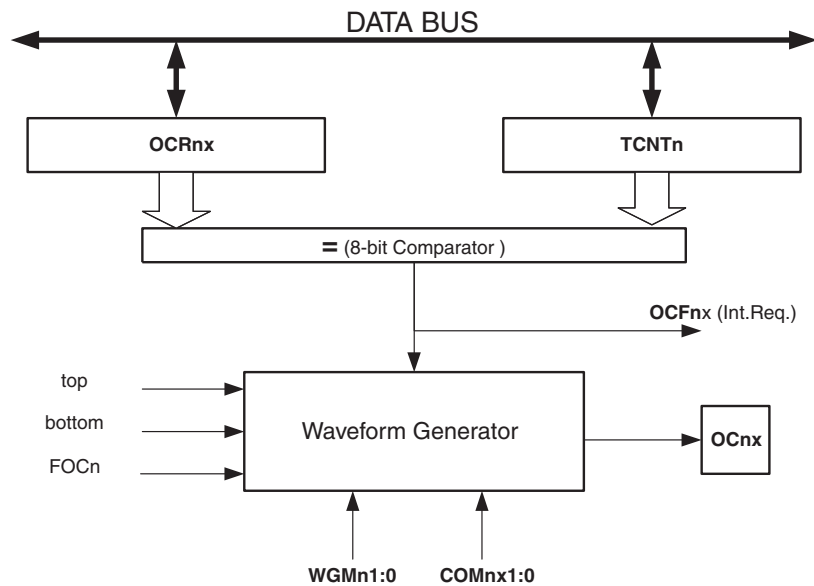 DATA BUS
OCRnx
TCNTn
= (8-bit Comparator )
OCFnx (Int.Req.)
top
bottom
FOCn
Waveform Generator
OCnx
WGMn1:0
COMnx1:0